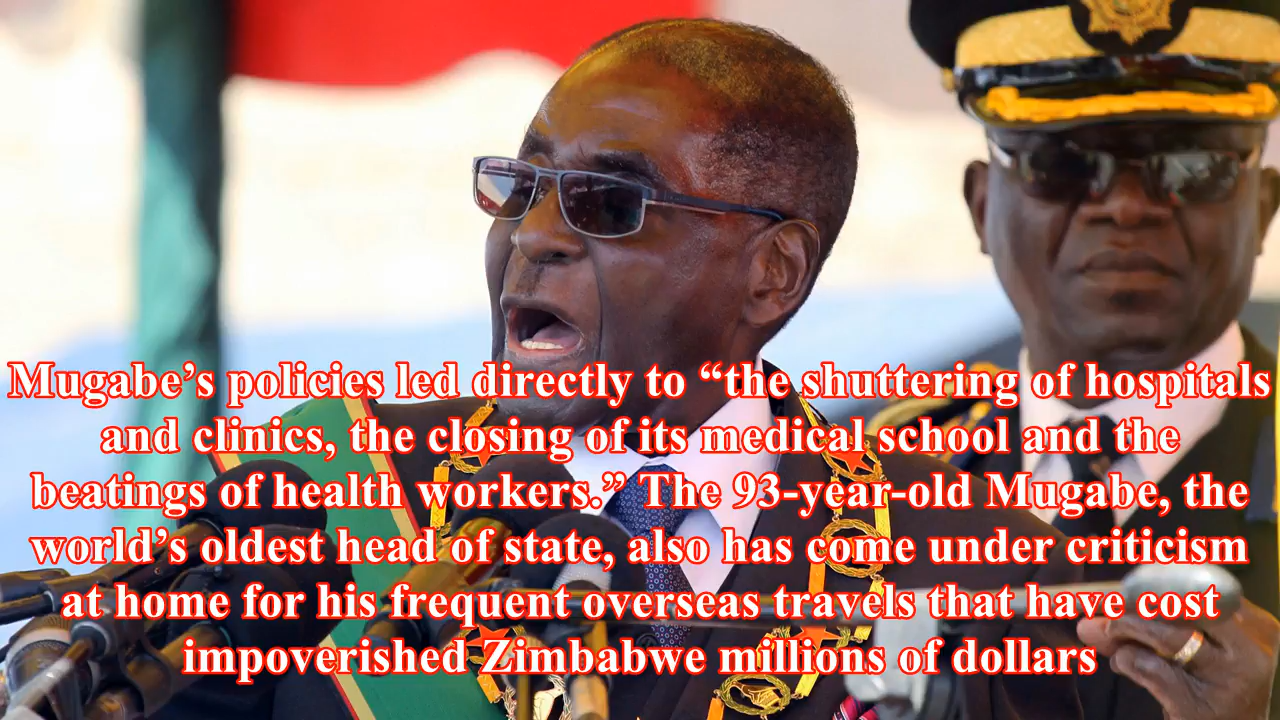 Mugabe’s policies led directly to “the shuttering of hospitals
and clinics, the closing of its medical school and the
beatings of health workers.” The 93-year-old Mugabe, the
world’s oldest head of state, also has come under criticism
at home for his frequent overseas travels that have cost
impoverished Zimbabwe millions of dollars